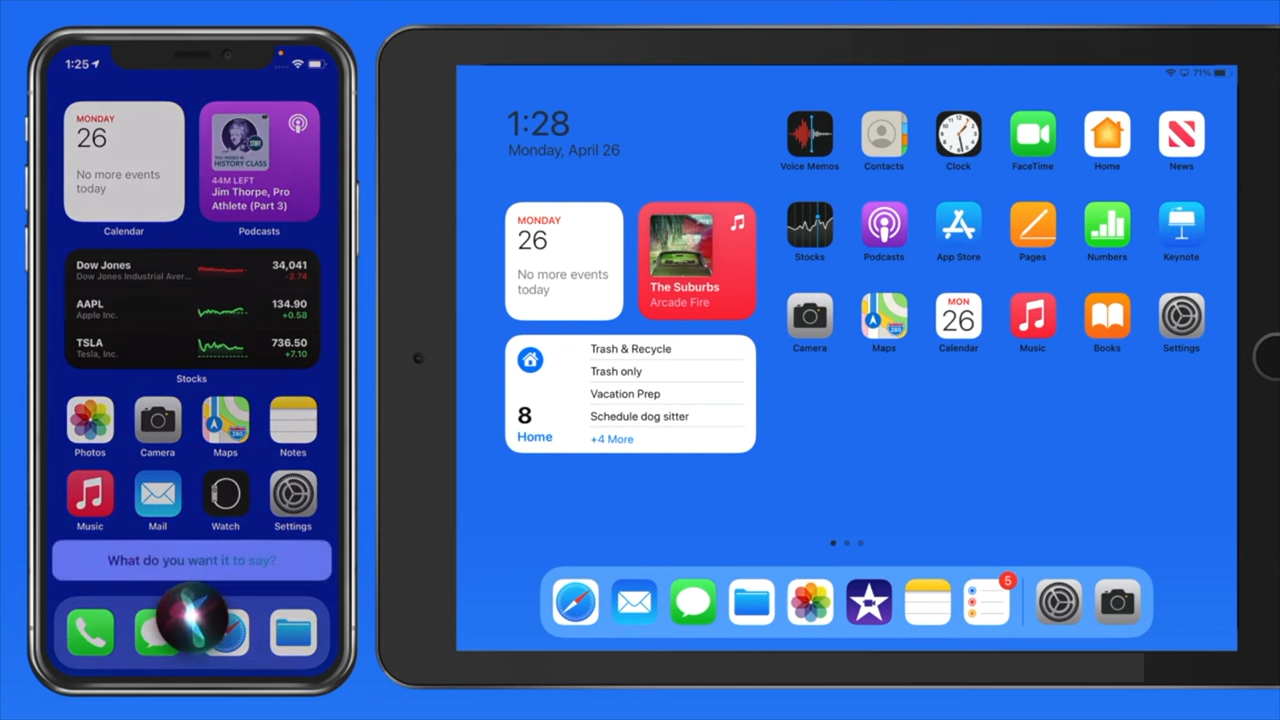 1:25
MONDAY
26
No more events
today
Calendar
HISTORY CLASS
44M LEFT
Jim Thorpe, Pro
Athlete (Part 3)
Podcasts
Dow Jones
34,041
Dow Jones Industrial Aver...
-2.74
AAPL
134.90
Apple Inc.
+0.58
TSLA
736.50
Tesla, Inc.
+7.10
Stocks
Photos
Camera
Maps
Notes
280
Music
Mail
Watch
Settings
What do you want it to say?
71%
1:28
Monday, April 26
MONDAY
26
No more events
today
The Suburbs
Arcade Fire
8
Home
Trash & Recycle
Trash only
Vacation Prep
Schedule dog sitter
+4 More
Voice Memos
Contacts
Clock
FaceTime
Home
News
Stocks
Podcasts
App Store
Pages
Numbers
Keynote
280
MON
26
Camera
Maps
Calendar
Music
Books
Settings
5